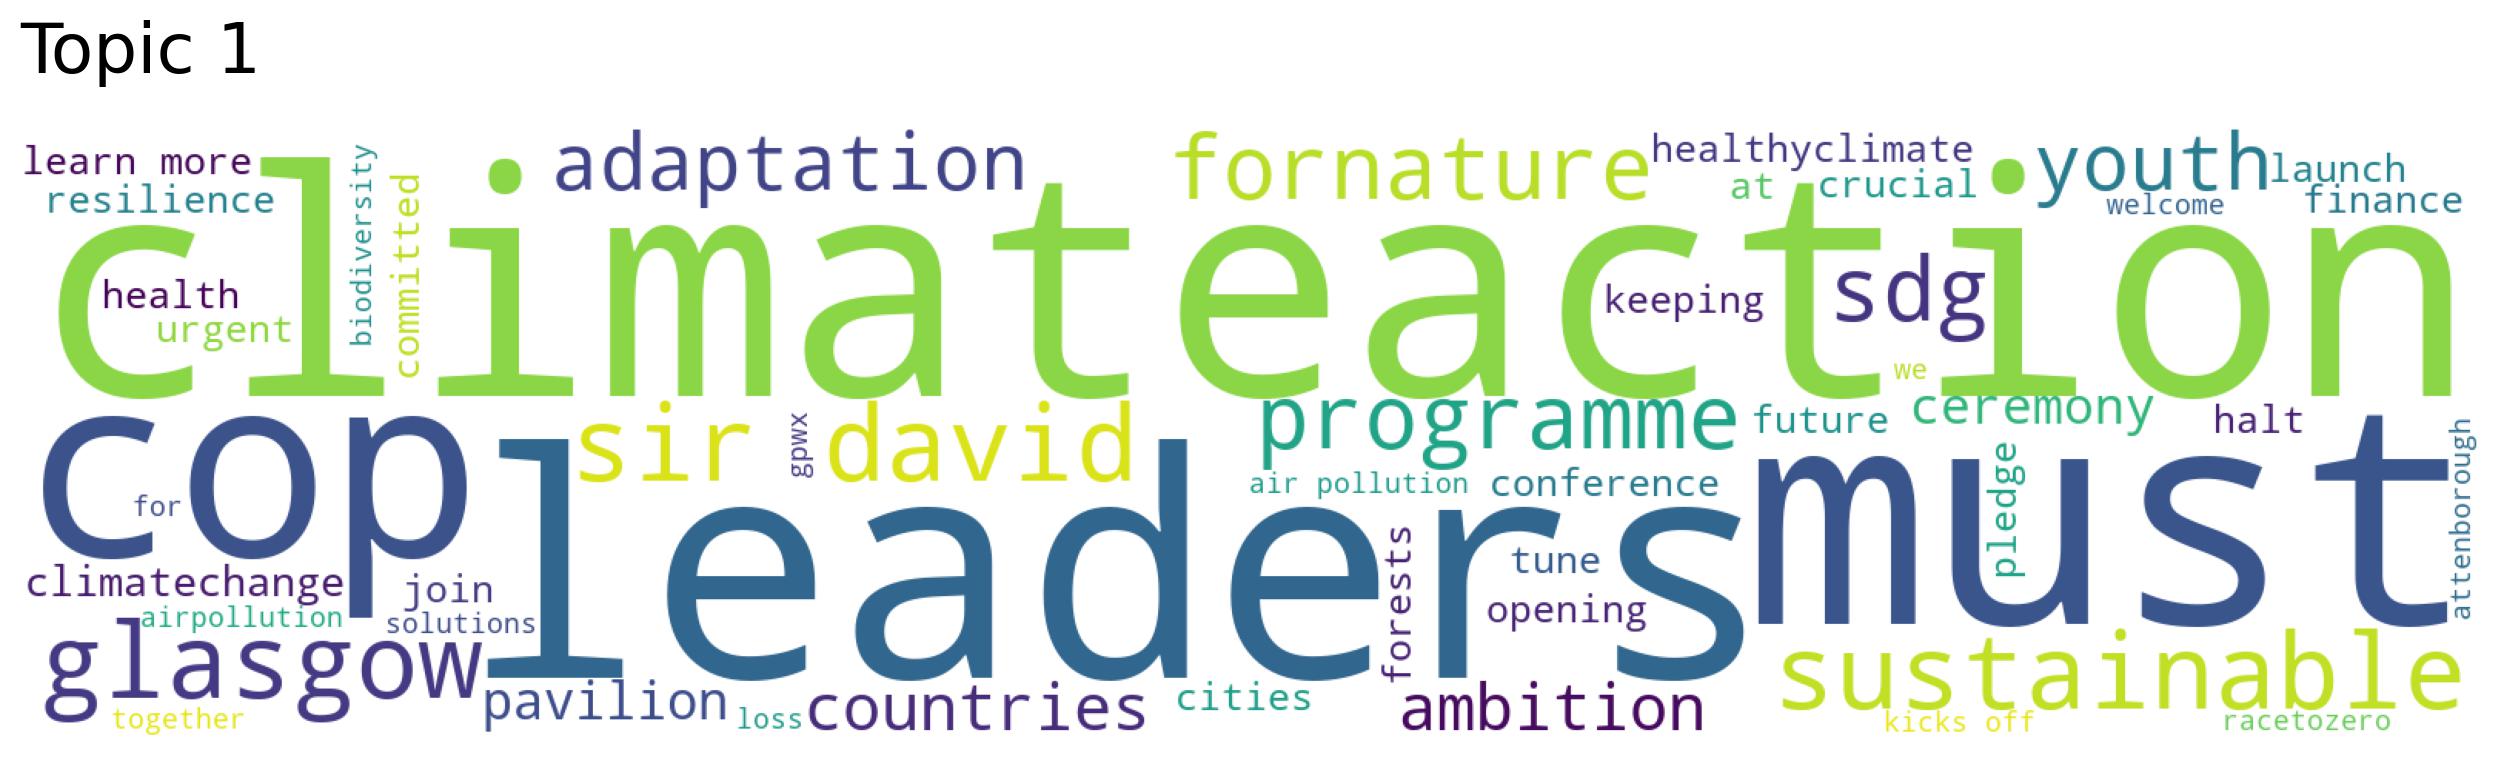 Topic 1
learn more
resilience
biodiversity
committed
adaptation
fornature
healthyclimate
at
crucial
youth
welcome
launch
finance
climateaction
health
urgent
keeping
sdg
we
cop
for
sir david
gpwx
programme
future
ceremony
halt
air pollution
conference
leaders
must
pledge
attenborough
forests
tune
opening
climatechange
join
airpollution
solutions
glasgow
together
pavilion
loss
countries
cities
ambition
sustainable
kicks off
racetozero